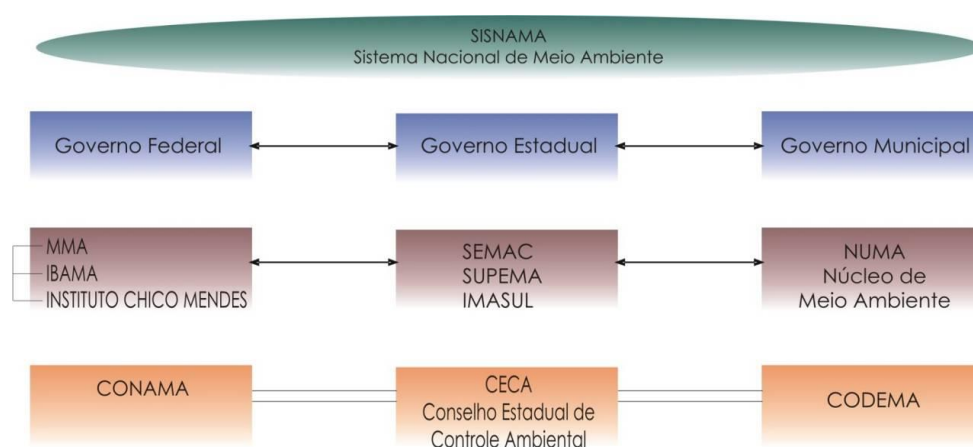 SISNAMA
Sistema Nacional de Meio Ambiente
Governo Federal
Governo Estadual
Governo Municipal
MMA
IBAMA
INSTITUTO CHICO MENDES
SEMAC
SUPEMA
IMASUL
NUMA
Núcleo de
Meio Ambiente
CONAMA
CECA
Conselho Estadual de
Controle Ambiental
CODEMA